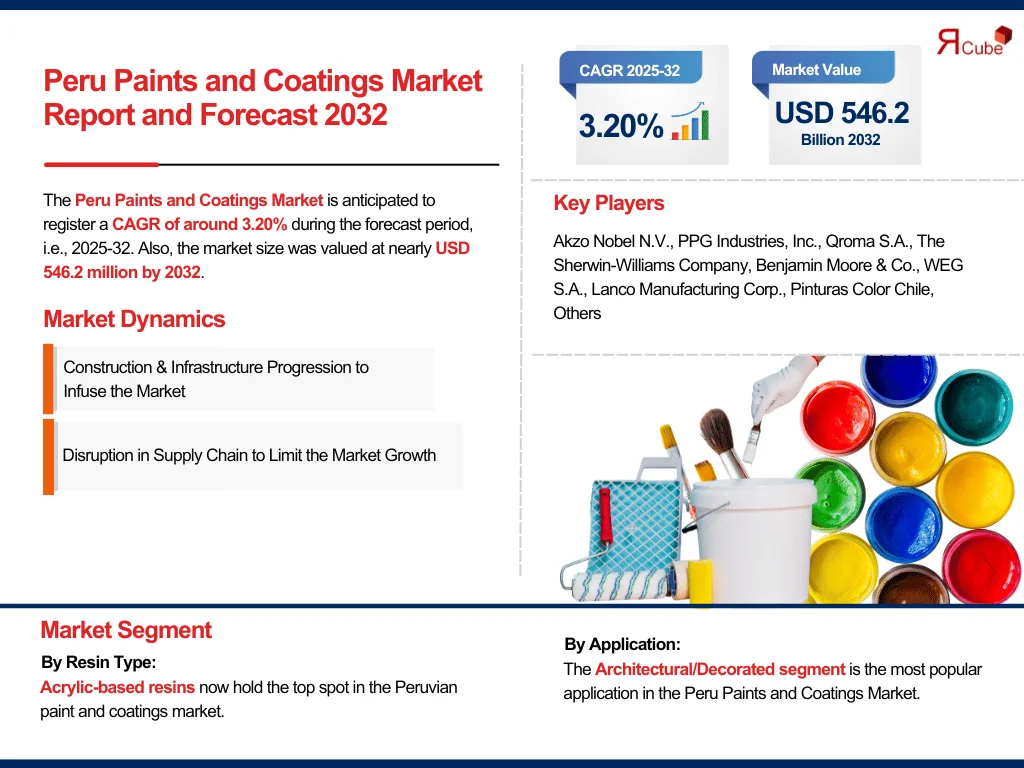 ЯCube
Peru Paints and Coatings Market
Report and Forecast 2032
The Peru Paints and Coatings Market is anticipated to
register a CAGR of around 3.20% during the forecast period,
i.e., 2025-32. Also, the market size was valued at nearly USD
546.2 million by 2032.
Market Dynamics
Construction & Infrastructure Progression to
Infuse the Market
Disruption in Supply Chain to Limit the Market Growth
CAGR 2025-32
3.20%
Market Value
USD 546.2
Billion 2032
Key Players
Akzo Nobel N.V., PPG Industries, Inc., Qroma S.A., The
Sherwin-Williams Company, Benjamin Moore & Co., WEG
S.A., Lanco Manufacturing Corp., Pinturas Color Chile,
Others
Market Segment
By Resin Type:
Acrylic-based resins now hold the top spot in the Peruvian
paint and coatings market.
By Application:
The Architectural/Decorated segment is the most popular
application in the Peru Paints and Coatings Market.